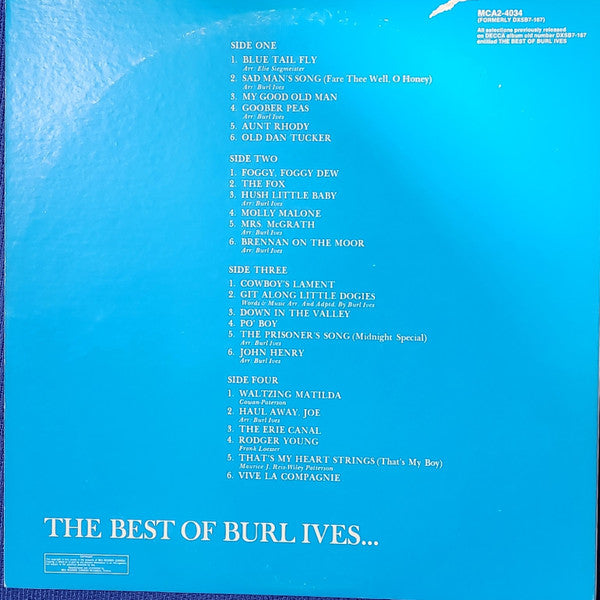 MCA2-4034
(FORMERLY DXSB7-167)
All selections previously released
on DECCA album old number DXSB7-167
entitled THE BEST OF BURL IVES
SIDE ONE
1. BLUE TAIL FLY
Arr: Elie Siegmeister
2. SAD MAN'S SONG (Fare Thee Well, O Honey)
Arr: Burl Ives
3. MY GOOD OLD MAN
4. GOOBER PEAS
Arr: Burl Ives
5. AUNT RHODY
6. OLD DAN TUCKER
SIDE TWO
1. FOGGY, FOGGY DEW
2. THE FOX
3. HUSH LITTLE BABY
Arr: Burl Ives
4. MOLLY MALONE
5. MRS. McGRATH
Arr: Burl Ives
6. BRENNAN ON THE MOOR
Arr: Burl Ives
SIDE THREE
1. COWBOY'S LAMENT
2. GIT ALONG LITTLE DOGIES
Words & Music Arr. And Adptd. By Burl Ives
3. DOWN IN THE VALLEY
4. PO' BOY
5. THE PRISONER'S SONG (Midnight Special)
Arr: Burl Ives
6. JOHN HENRY
Arr: Burl Ives
SIDE FOUR
1. WALTZING MATILDA
Cowan-Paterson
2. HAUL AWAY, JOE
Arr: Burl Ives
3. THE ERIE CANAL
4. RODGER YOUNG
Frank Loesser
5. THAT'S MY HEART STRINGS (That's My Boy)
Maurice J. Reis-Wiley Patterson
6. VIVE LA COMPAGNIE
THE BEST OF BURL IVES...